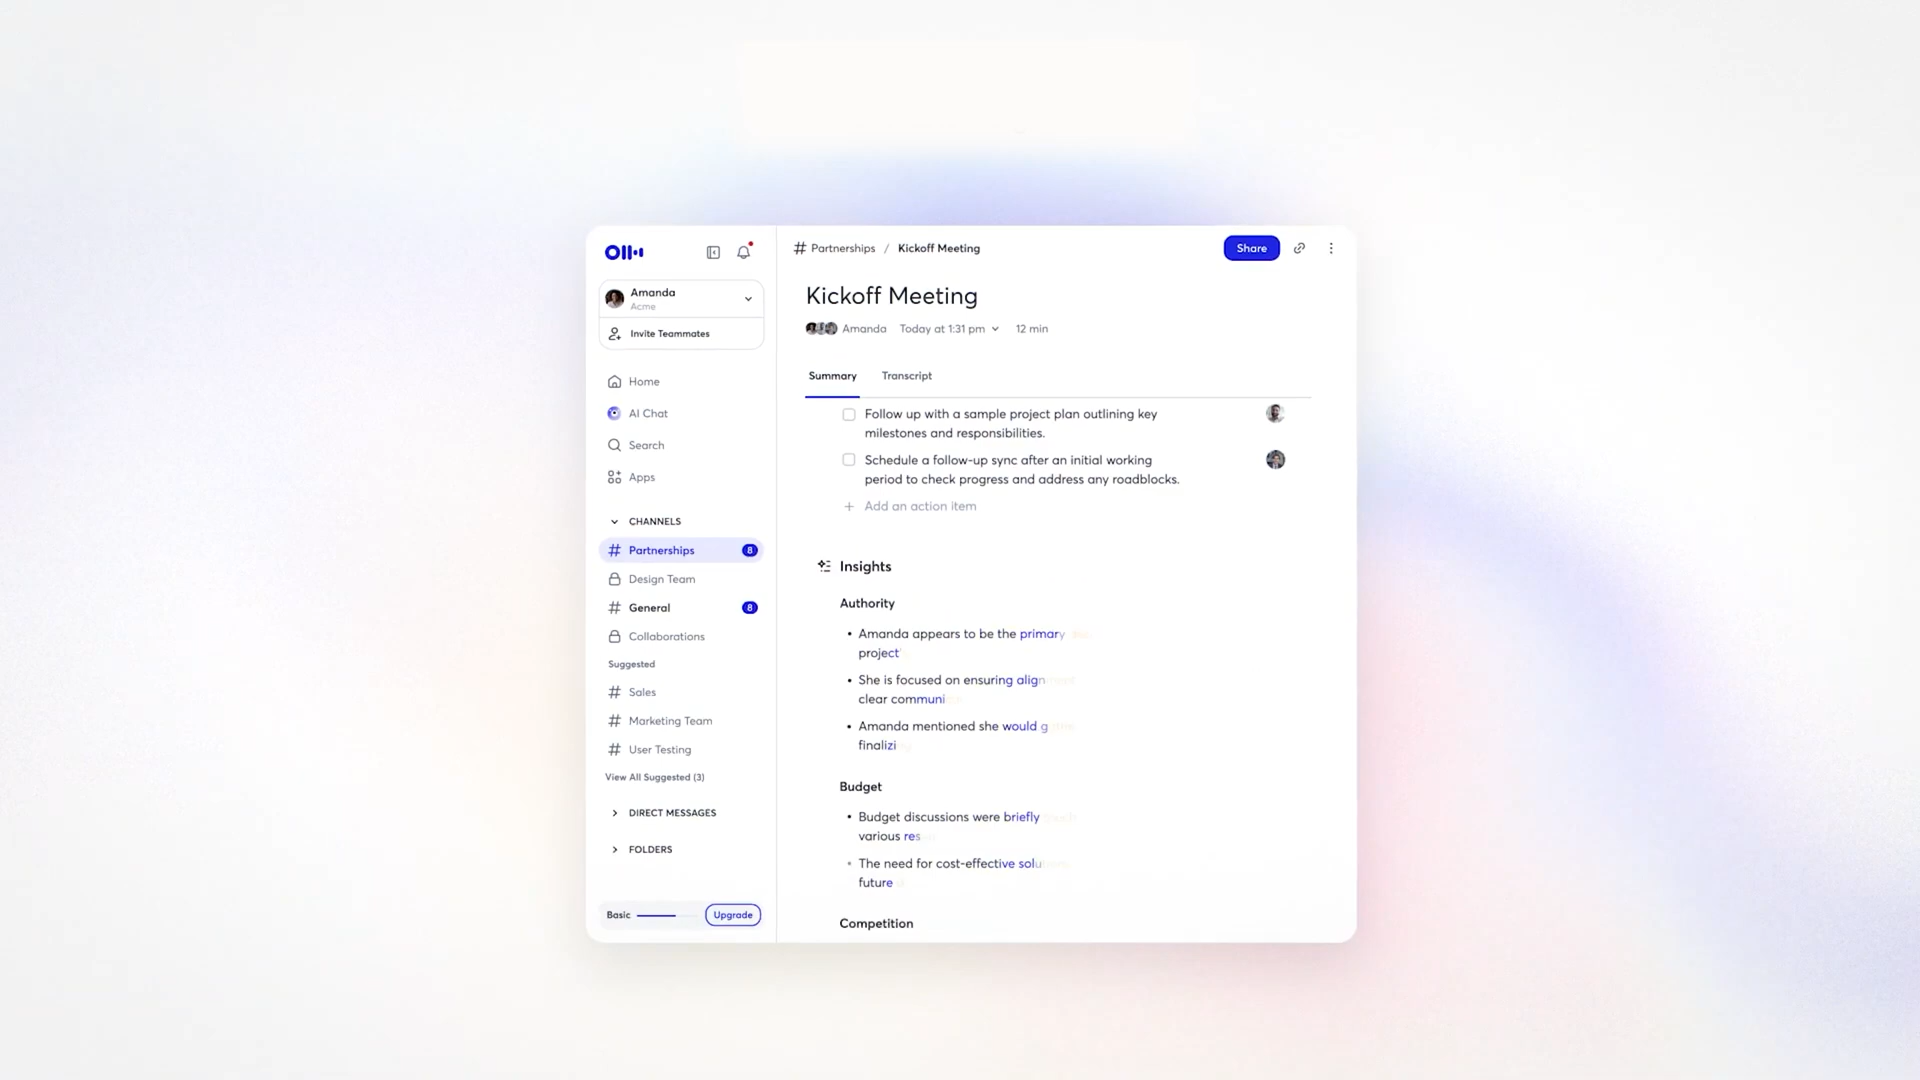 Partnerships / Kickoff Meeting
Share
Amanda
Acme
Invite Teammates
Home
AI Chat
Search
Apps
CHANNELS
Partnerships 8
Design Team
General 8
Collaborations
Suggested
Sales
Marketing Team
User Testing
View All Suggested (3)
DIRECT MESSAGES
FOLDERS
Basic
Upgrade
Kickoff Meeting
Amanda Today at 1:31 pm 12 min
Summary Transcript
Follow up with a sample project plan outlining key
milestones and responsibilities.
Schedule a follow-up sync after an initial working
period to check progress and address any roadblocks.
+ Add an action item
Insights
Authority
• Amanda appears to be the primary
project
• She is focused on ensuring align
clear communi
• Amanda mentioned she would g
finalizi
Budget
• Budget discussions were briefly
various res
• The need for cost-effective solu
future
Competition